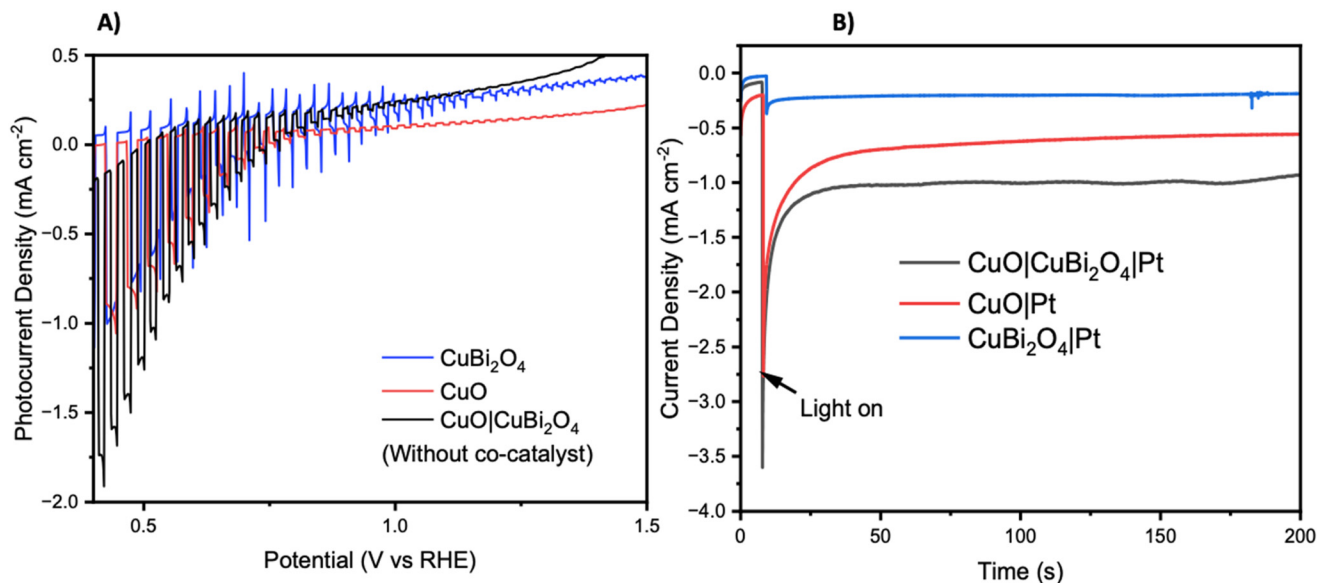 A)
Photocurrent Density (mA cm⁻²)
0.5
0.0
−0.5
−1.0
−1.5
−2.0
CuBi₂O₄
CuO
CuO|CuBi₂O₄
(Without co-catalyst)
0.5
1.0
1.5
Potential (V vs RHE)
B)
Current Density (mA cm⁻²)
0.0
−0.5
−1.0
−1.5
−2.0
−2.5
−3.0
−3.5
−4.0
CuO|CuBi₂O₄|Pt
CuO|Pt
CuBi₂O₄|Pt
Light on
0
50
100
150
200
Time (s)